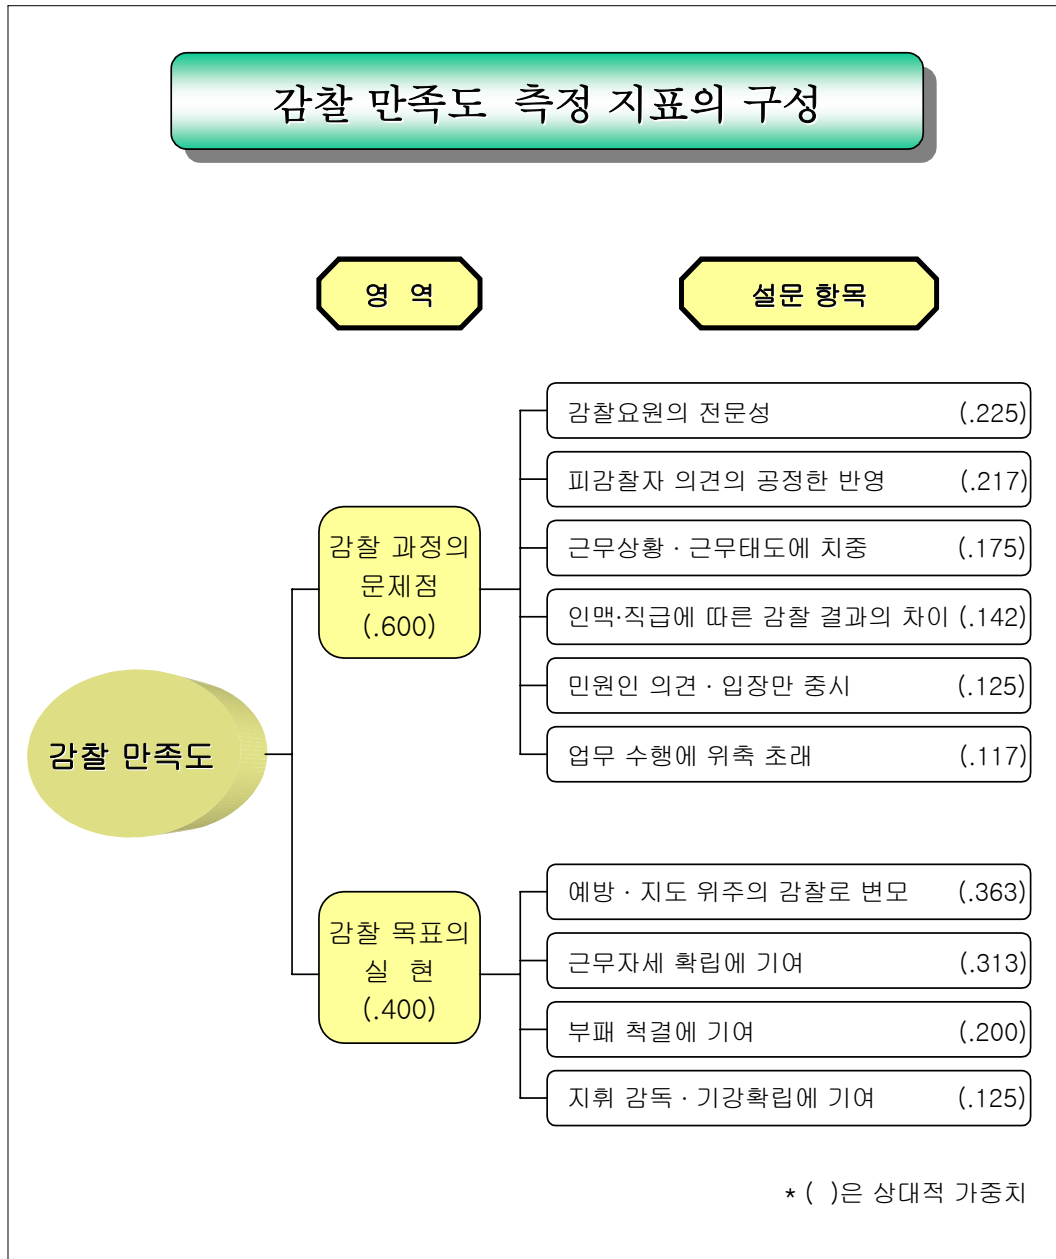 감찰 만족도 측정 지표의 구성
영 역
설문 항목
감찰 만족도
감찰 과정의
문제점
(.600)
감찰요원의 전문성 (.225)
피감찰자 의견의 공정한 반영 (.217)
근무상황 · 근무태도에 치중 (.175)
인맥·직급에 따른 감찰 결과의 차이 (.142)
민원인 의견 · 입장만 중시 (.125)
업무 수행에 위축 초래 (.117)
감찰 목표의
실 현
(.400)
예방 · 지도 위주의 감찰로 변모 (.363)
근무자세 확립에 기여 (.313)
부패 척결에 기여 (.200)
지휘 감독 · 기강확립에 기여 (.125)
* ( )은 상대적 가중치